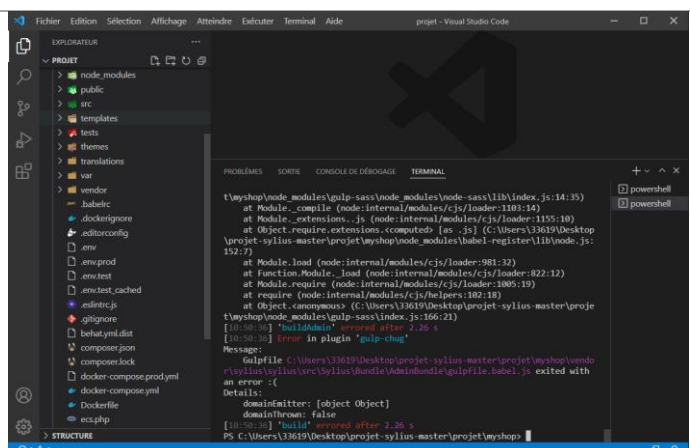 Fichier Edition Sélection Affichage Atteindre Exécuter Terminal Aide
projet - Visual Studio Code
EXPLORATEUR
PROJET
node_modules
public
src
templates
tests
themes
translations
var
vendor
.babelrc
.dockerignore
.editorconfig
.env
.env.prod
.env.test
.env.test_cached
.eslintrc.js
.gitignore
behat.yml.dist
composer.json
composer.lock
docker-compose.prod.yml
docker-compose.yml
Dockerfile
ecs.php
STRUCTURE
PROBLÈMES SORTIE CONSOLE DE DÉBOGAGE TERMINAL
powershell
powershell
t\myshop\node_modules\gulp-sass\node_modules\node-sass\lib\index.js:14:35)
at Module._compile (node:internal/modules/cjs/loader:1103:14)
at Module._extensions..js (node:internal/modules/cjs/loader:1155:10)
at Object.require.extensions.<computed> [as .js] (C:\Users\33619\Desktop
\projet-sylius-master\projet\myshop\node_modules\babel-register\lib\node.js:
152:7)
at Module.load (node:internal/modules/cjs/loader:981:32)
at Function.Module._load (node:internal/modules/cjs/loader:822:12)
at Module.require (node:internal/modules/cjs/loader:1005:19)
at require (node:internal/modules/cjs/helpers:102:18)
at Object.<anonymous> (C:\Users\33619\Desktop\projet-sylius-master\proje
t\myshop\node_modules\gulp-sass\index.js:166:21)
[10:50:36] 'buildAdmin' errored after 2.26 s
[10:50:36] Error in plugin 'gulp-chug'
Message:
Gulpfile C:\Users\33619\Desktop\projet-sylius-master\projet\myshop\vendo
r\sylius\sylius\src\Sylius\Bundle\AdminBundle\gulpfile.babel.js exited with
an error :(
Details:
domainEmitter: [object Object]
domainThrown: false
[10:50:36] 'build' errored after 2.26 s
PS C:\Users\33619\Desktop\projet-sylius-master\projet\myshop>